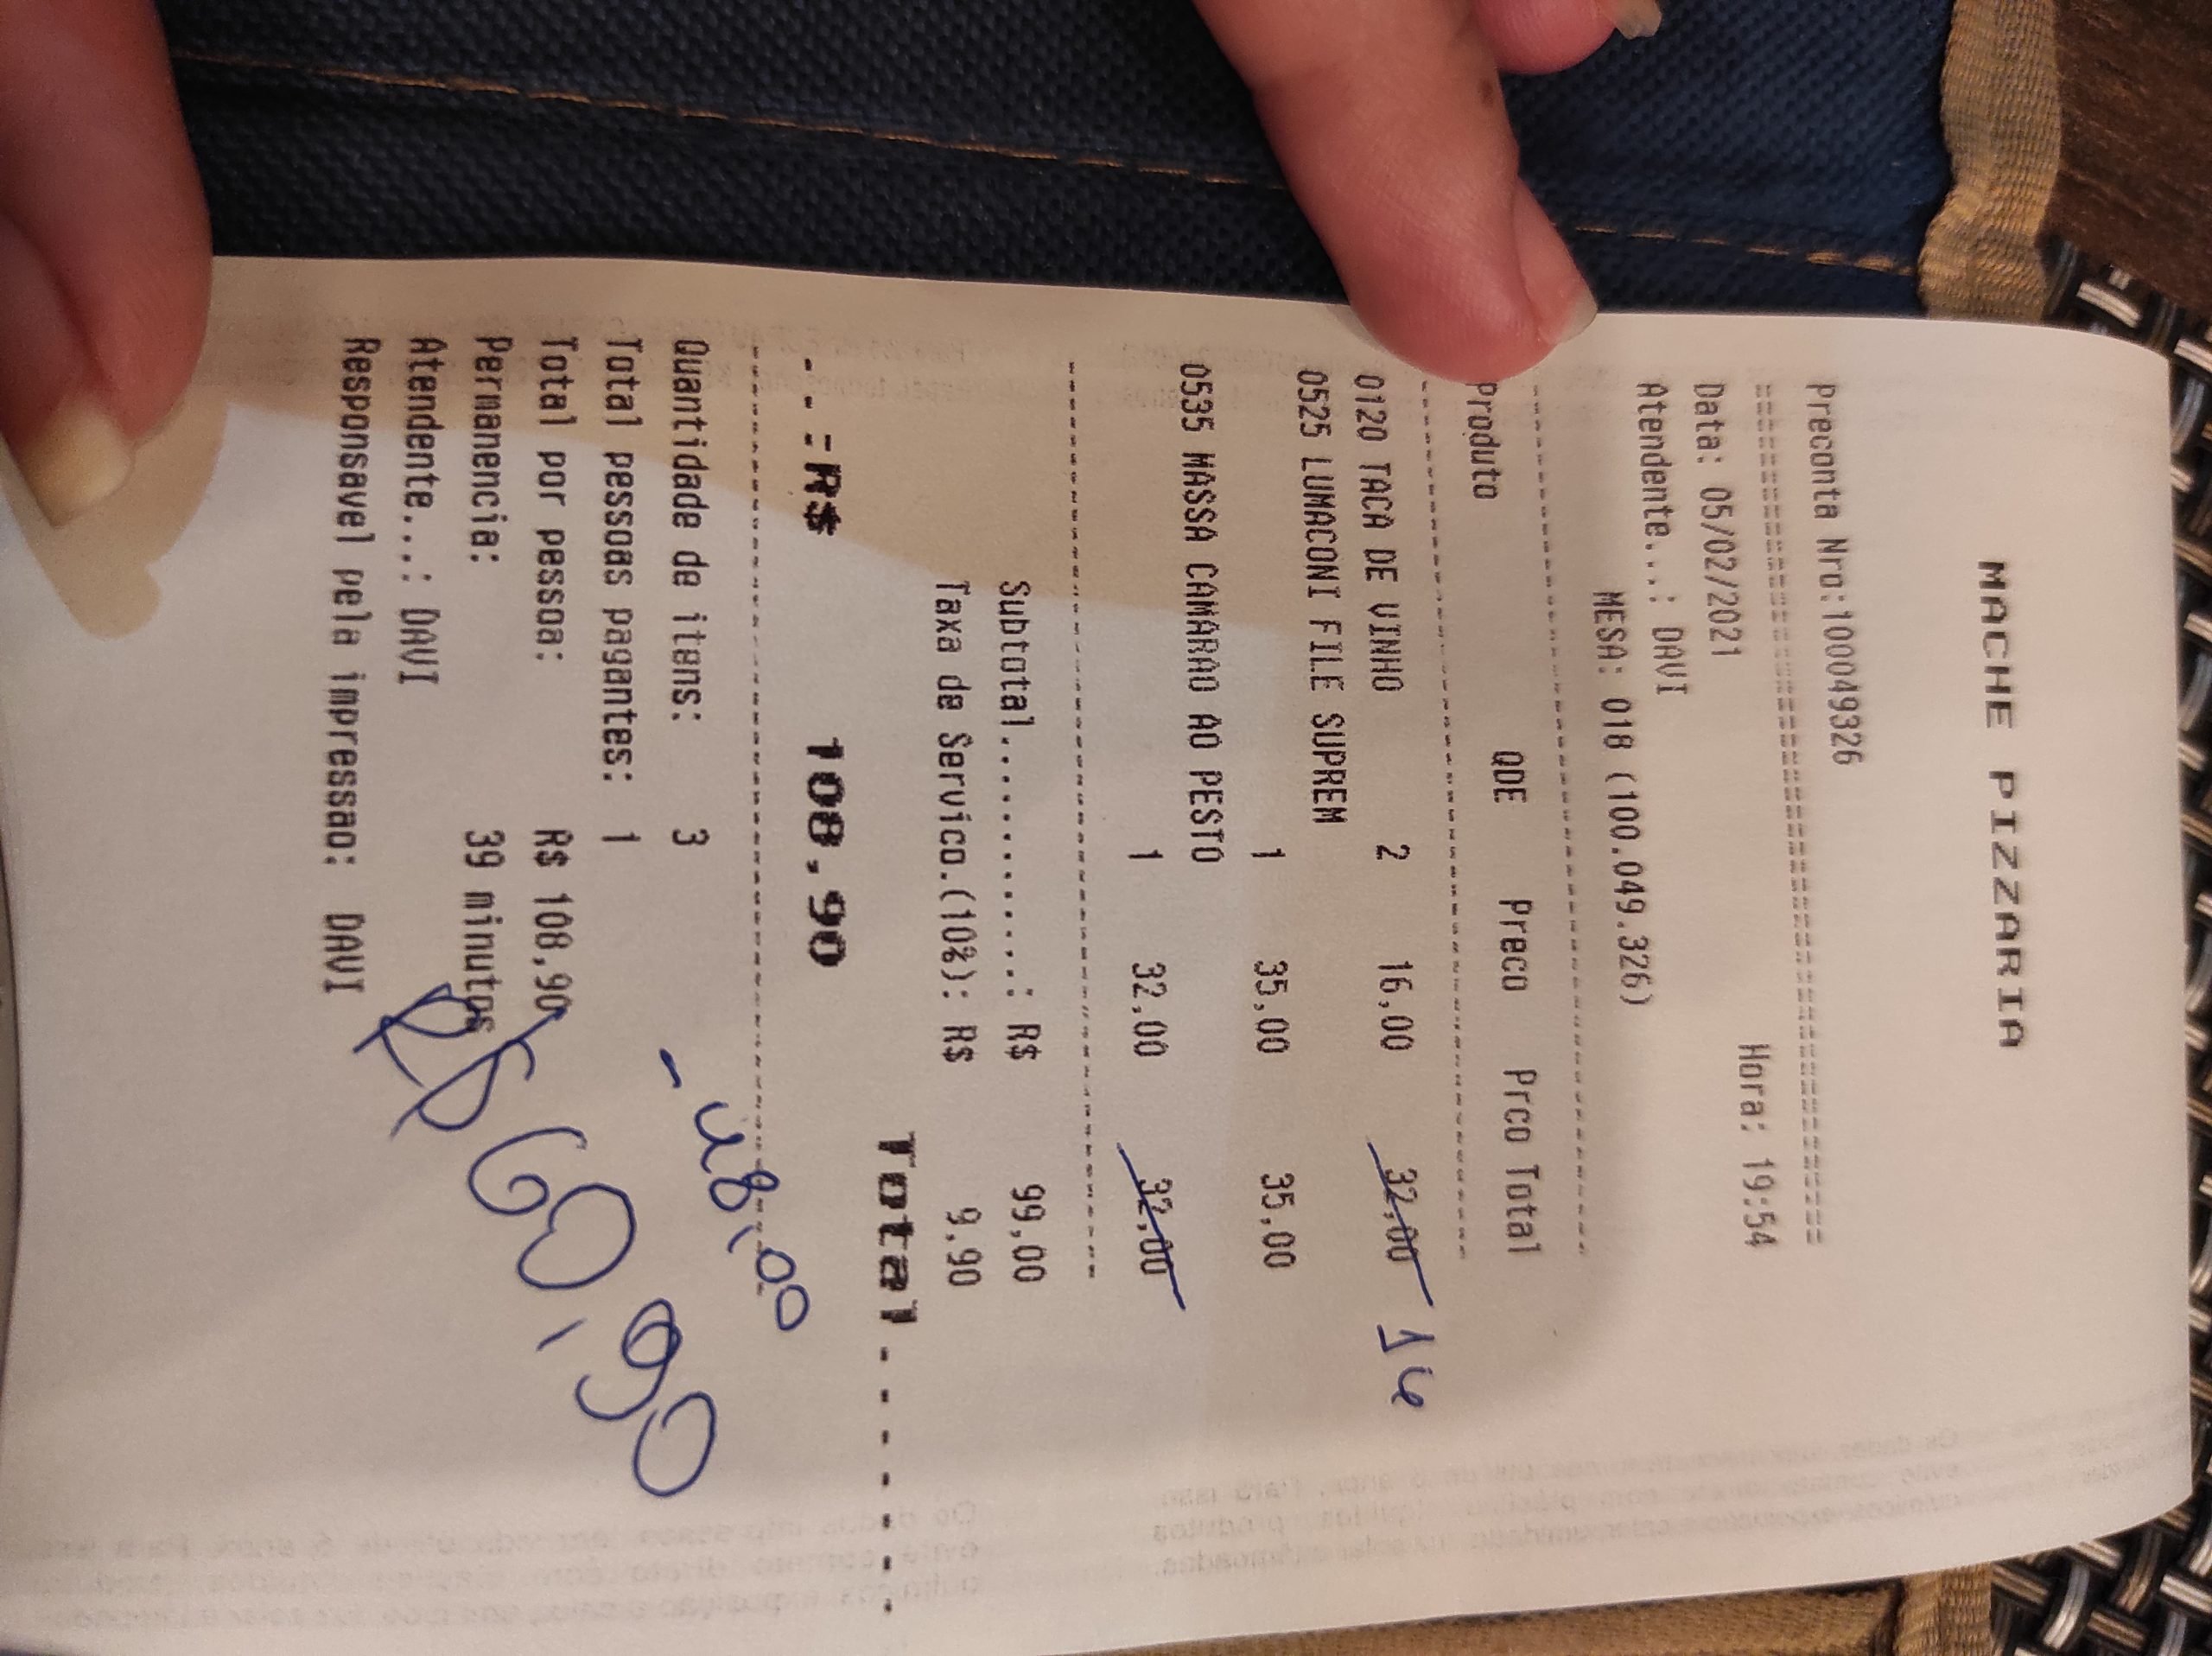 MACHE PIZZARIA
Preconta Nro:100049326
==========================================
Data: 05/02/2021 Hora: 19:54
Atendente...: DAVI
MESA: 018 (100.049.326)
------------------------------------------
Produto QDE Preco Prco Total
------------------------------------------
0120 TACA DE VINHO
2 16,00 32,00 16
0525 LUMACONI FILE SUPREM
1 35,00 35,00
0535 MASSA CAMARAO AO PESTO
1 32,00 32,00
------------------------------------------
Subtotal..............: R$ 99,00
Taxa de Servico.(10%): R$ 9,90
Total......
..:R$ 108,90
------------------------------------------
- 48,00
Quantidade de itens: 3
Total pessoas pagantes: 1
Total por pessoa: R$ 108,90
Permanencia: 39 minutos
R$ 60,90
Atendente...: DAVI
Responsavel pela impressao: DAVI